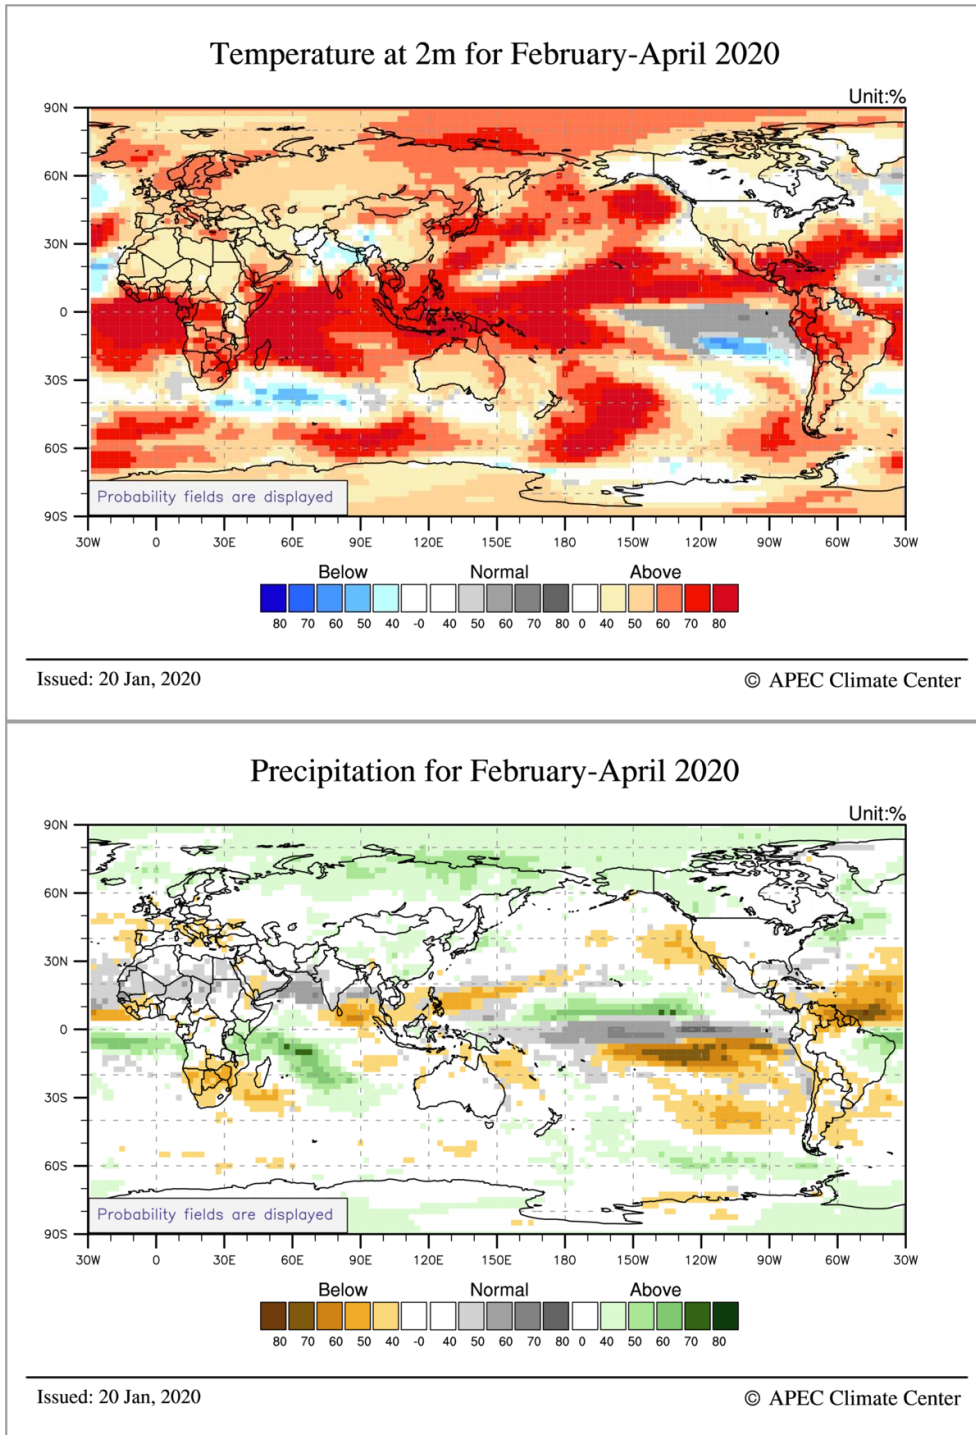 Temperature at 2m for February-April 2020
Unit:%
90N
60N
30N
0
30S
60S
90S
Probability fields are displayed
30W 0 30E 60E 90E 120E 150E 180 150W 120W 90W 60W 30W
Below Normal Above
80 70 60 50 40 -0 40 50 60 70 80 0 40 50 60 70 80
Issued: 20 Jan, 2020 © APEC Climate Center
Precipitation for February-April 2020
Unit:%
90N
60N
30N
0
30S
60S
90S
Probability fields are displayed
30W 0 30E 60E 90E 120E 150E 180 150W 120W 90W 60W 30W
Below Normal Above
80 70 60 50 40 -0 40 50 60 70 80 0 40 50 60 70 80
Issued: 20 Jan, 2020 © APEC Climate Center